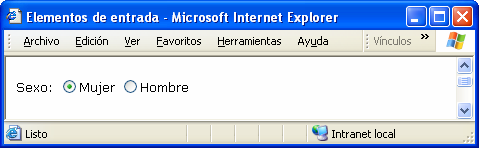 Elementos de entrada - Microsoft Internet Explorer
Archivo Edición Ver Favoritos Herramientas Ayuda Vínculos »
Sexo: Mujer Hombre
Listo Intranet local